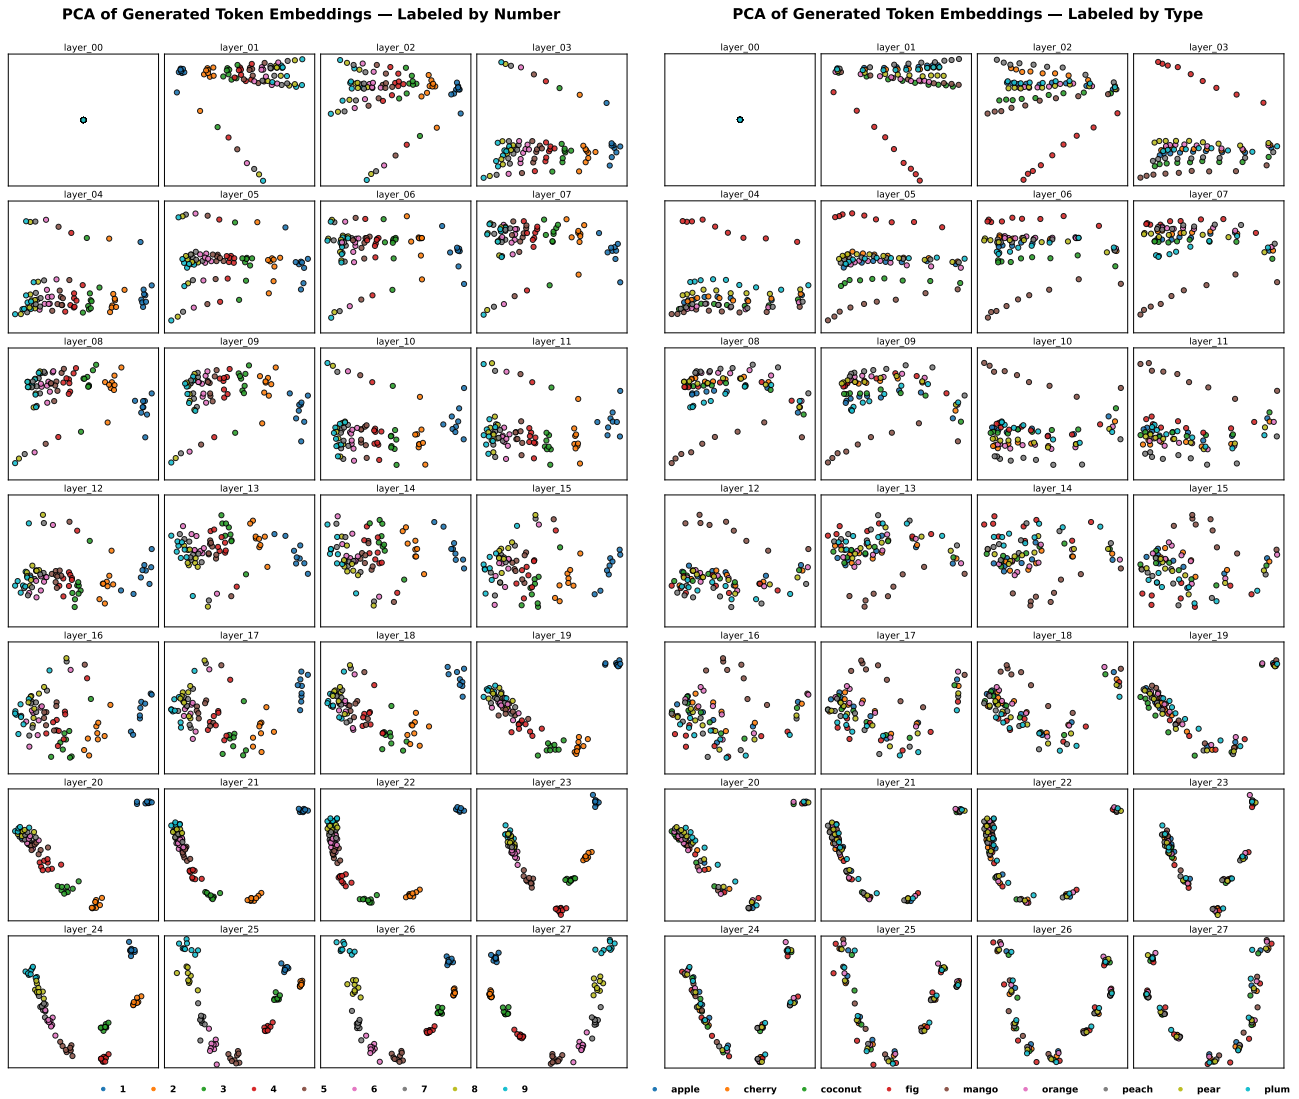 PCA of Generated Token Embeddings — Labeled by Number
PCA of Generated Token Embeddings — Labeled by Type
layer_00 layer_01 layer_02 layer_03 layer_00 layer_01 layer_02 layer_03
layer_04 layer_05 layer_06 layer_07 layer_04 layer_05 layer_06 layer_07
layer_08 layer_09 layer_10 layer_11 layer_08 layer_09 layer_10 layer_11
layer_12 layer_13 layer_14 layer_15 layer_12 layer_13 layer_14 layer_15
layer_16 layer_17 layer_18 layer_19 layer_16 layer_17 layer_18 layer_19
layer_20 layer_21 layer_22 layer_23 layer_20 layer_21 layer_22 layer_23
layer_24 layer_25 layer_26 layer_27 layer_24 layer_25 layer_26 layer_27
1 2 3 4 5 6 7 8 9
apple cherry coconut fig mango orange peach pear plum